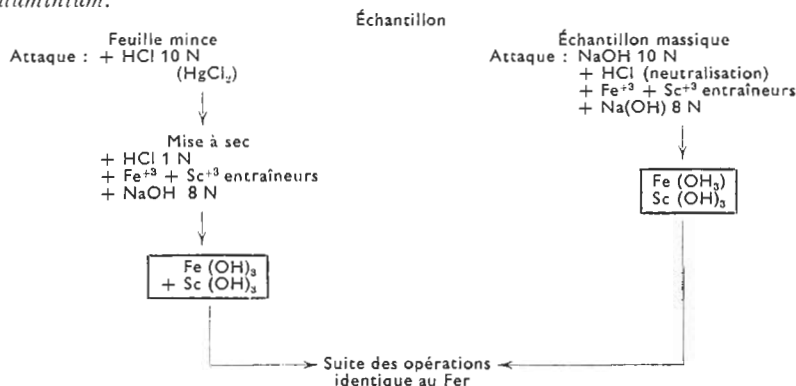 aluminium.
Échantillon
Feuille mince
Attaque : + HCl 10 N
(HgCl₂)
Mise à sec
+ HCl 1 N
+ Fe⁺³ + Sc⁺³ entraîneurs
+ NaOH 8 N
Fe (OH)₃
+ Sc (OH)₃
Échantillon massique
Attaque : NaOH 10 N
+ HCl (neutralisation)
+ Fe⁺³ + Sc⁺³ entraîneurs
+ Na(OH) 8 N
Fe (OH₃)
Sc (OH)₃
Suite des opérations
identique au Fer